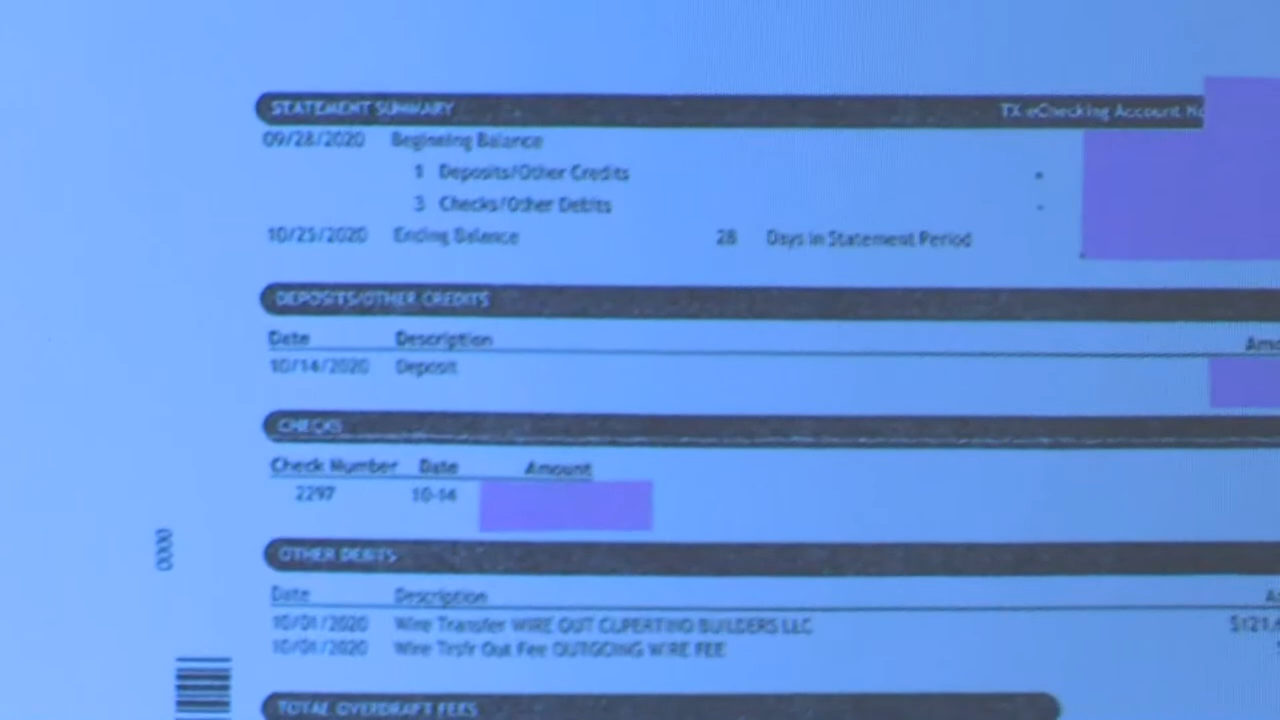 STATEMENT SUMMARY TX eChecking Account No
09/28/2020 Beginning Balance
1 Deposits/Other Credits +
3 Checks/Other Debits -
10/25/2020 Ending Balance 28 Days in Statement Period
DEPOSITS/OTHER CREDITS
Date Description Amo
10/14/2020 Deposit
CHECKS
Check Number Date Amount
2297 10-14
OTHER DEBITS
Date Description A
10/01/2020 Wire Transfer WIRE OUT CUPERTINO BUILDERS LLC $121,
10/01/2020 Wire Trsfr Out Fee OUTGOING WIRE FEE
0000
TOTAL OVERDRAFT FEES